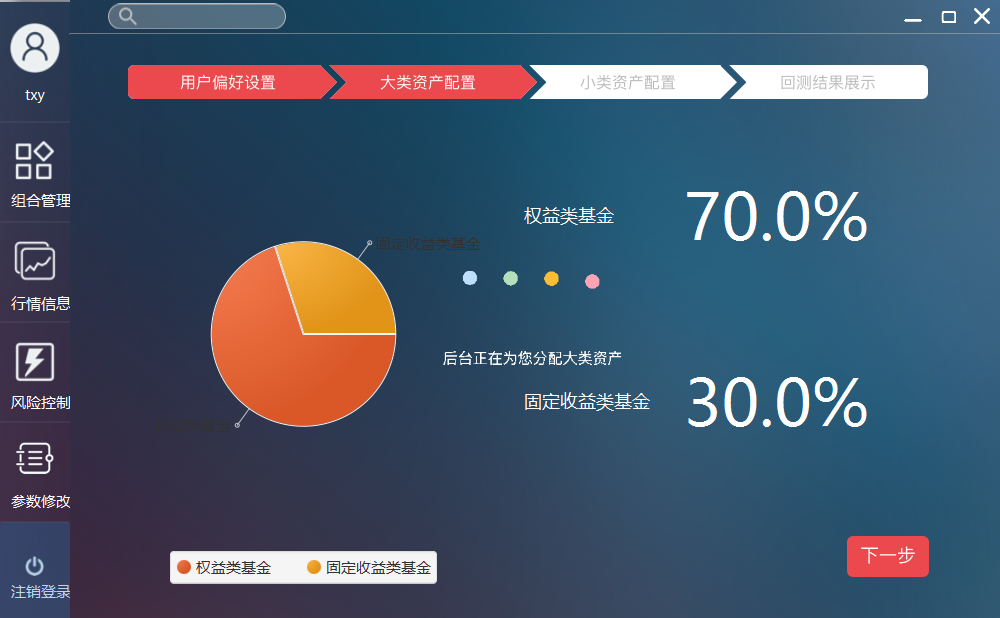 txy
组合管理
行情信息
风险控制
参数修改
注销登录
用户偏好设置
大类资产配置
小类资产配置
回测结果展示
权益类基金
70.0%
固定收益类基金
后台正在为您分配大类资产
固定收益类基金
30.0%
权益类基金
固定收益类基金
下一步